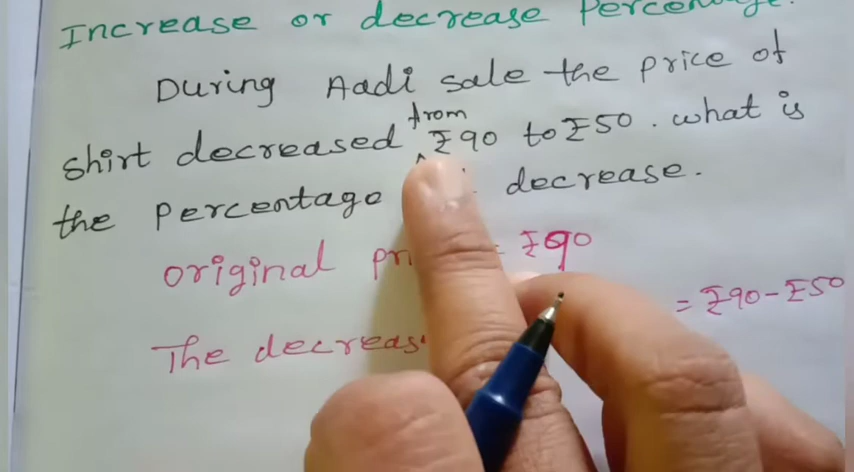 Increase or decrease Percentage.
During Aadi sale the price of
shirt decreased from ₹90 to ₹50. what is
the percentage decrease.
original = ₹90
The = ₹90-₹50